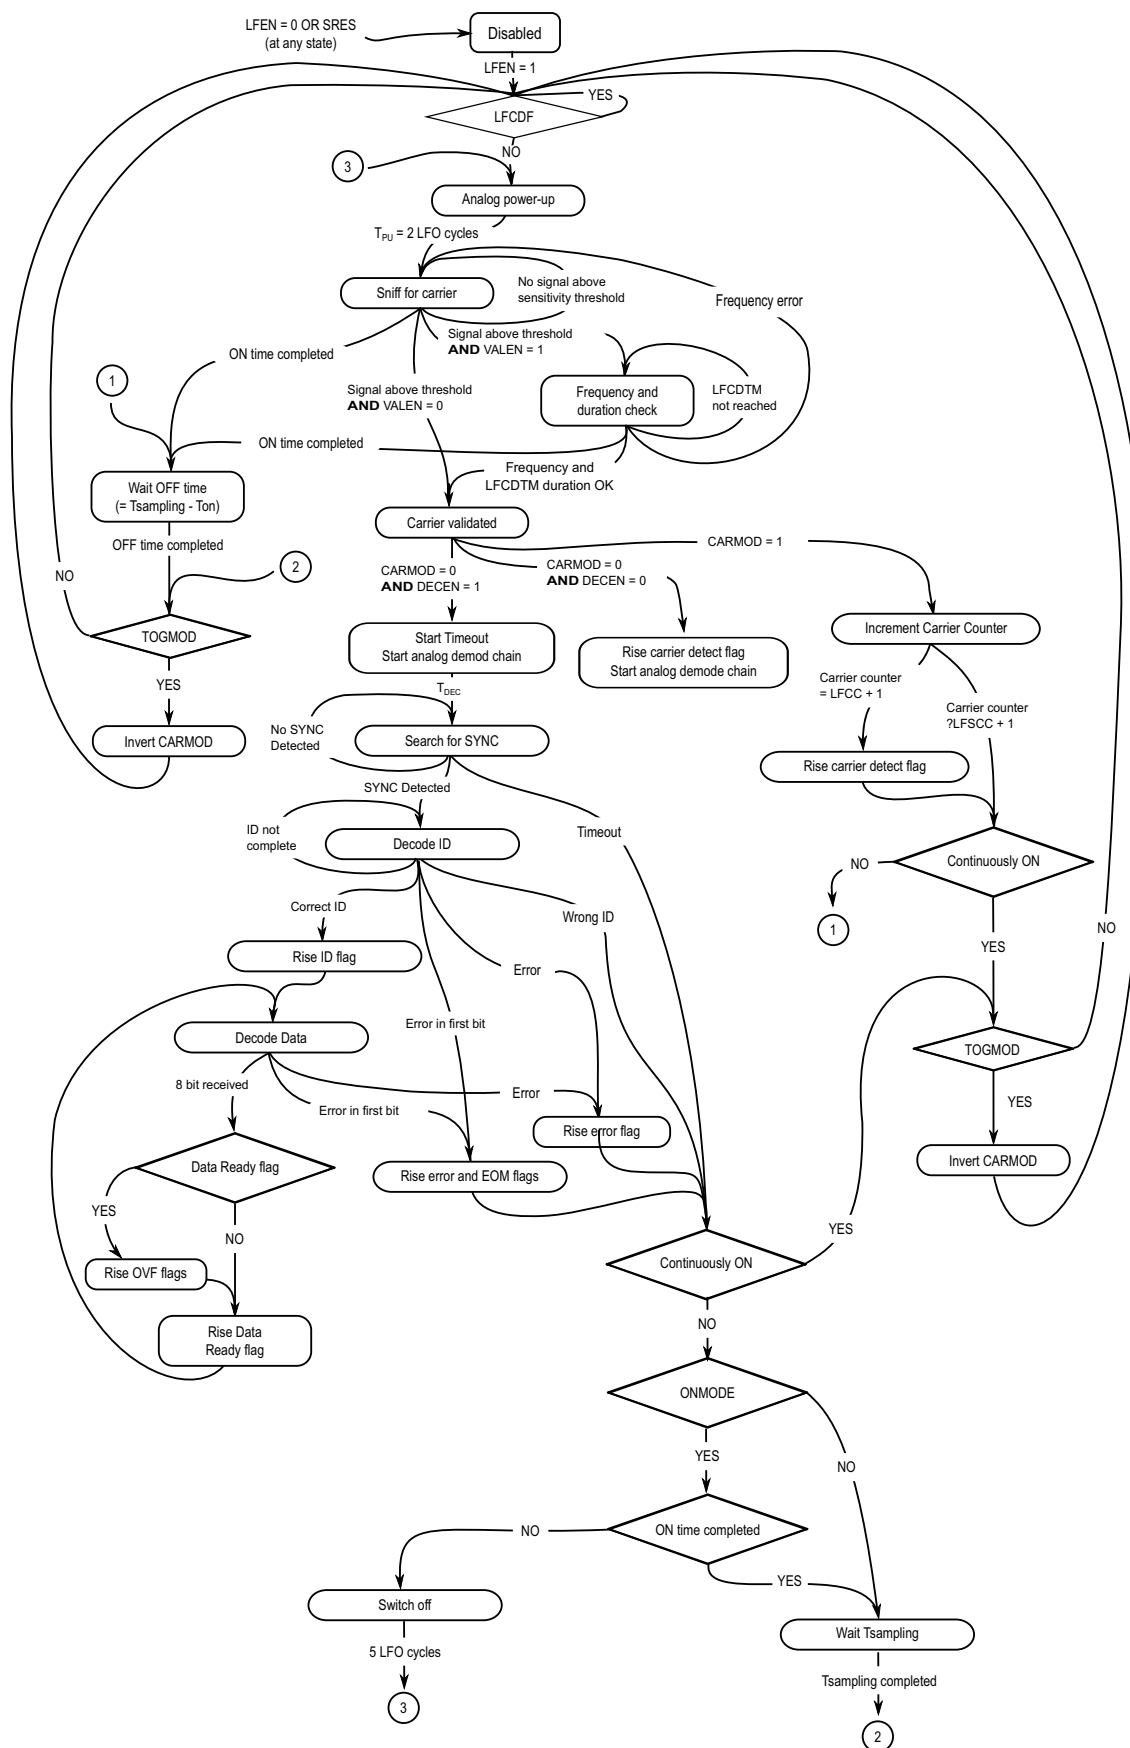 LFEN = 0 OR SRES
(at any state)
Disabled
LFEN = 1
YES
LFCDF
NO
3
Analog power-up
TPU = 2 LFO cycles
Sniff for carrier
No signal above
sensitivity threshold
Frequency error
Signal above threshold
AND VALEN = 1
ON time completed
1
Signal above threshold
AND VALEN = 0
Frequency and
duration check
LFCDTM
not reached
ON time completed
Frequency and
LFCDTM duration OK
Wait OFF time
(= Tsampling - Ton)
Carrier validated
OFF time completed
CARMOD = 1
CARMOD = 0
AND DECEN = 1
CARMOD = 0
AND DECEN = 0
NO
2
TOGMOD
Start Timeout
Start analog demod chain
Rise carrier detect flag
Start analog demode chain
Increment Carrier Counter
YES
TDEC
Carrier counter
= LFCC + 1
Carrier counter
?LFSCC + 1
Invert CARMOD
No SYNC
Detected
Search for SYNC
Rise carrier detect flag
SYNC Detected
ID not
complete
Decode ID
Timeout
Continuously ON
NO
1
Correct ID
Wrong ID
NO
YES
Rise ID flag
Error
Decode Data
Error in first bit
TOGMOD
8 bit received
Error in first bit
Error
YES
Rise error flag
Data Ready flag
Rise error and EOM flags
Invert CARMOD
YES
NO
YES
Rise OVF flags
Continuously ON
Rise Data
Ready flag
NO
ONMODE
YES
NO
NO
ON time completed
YES
Switch off
Wait Tsampling
5 LFO cycles
Tsampling completed
3
2